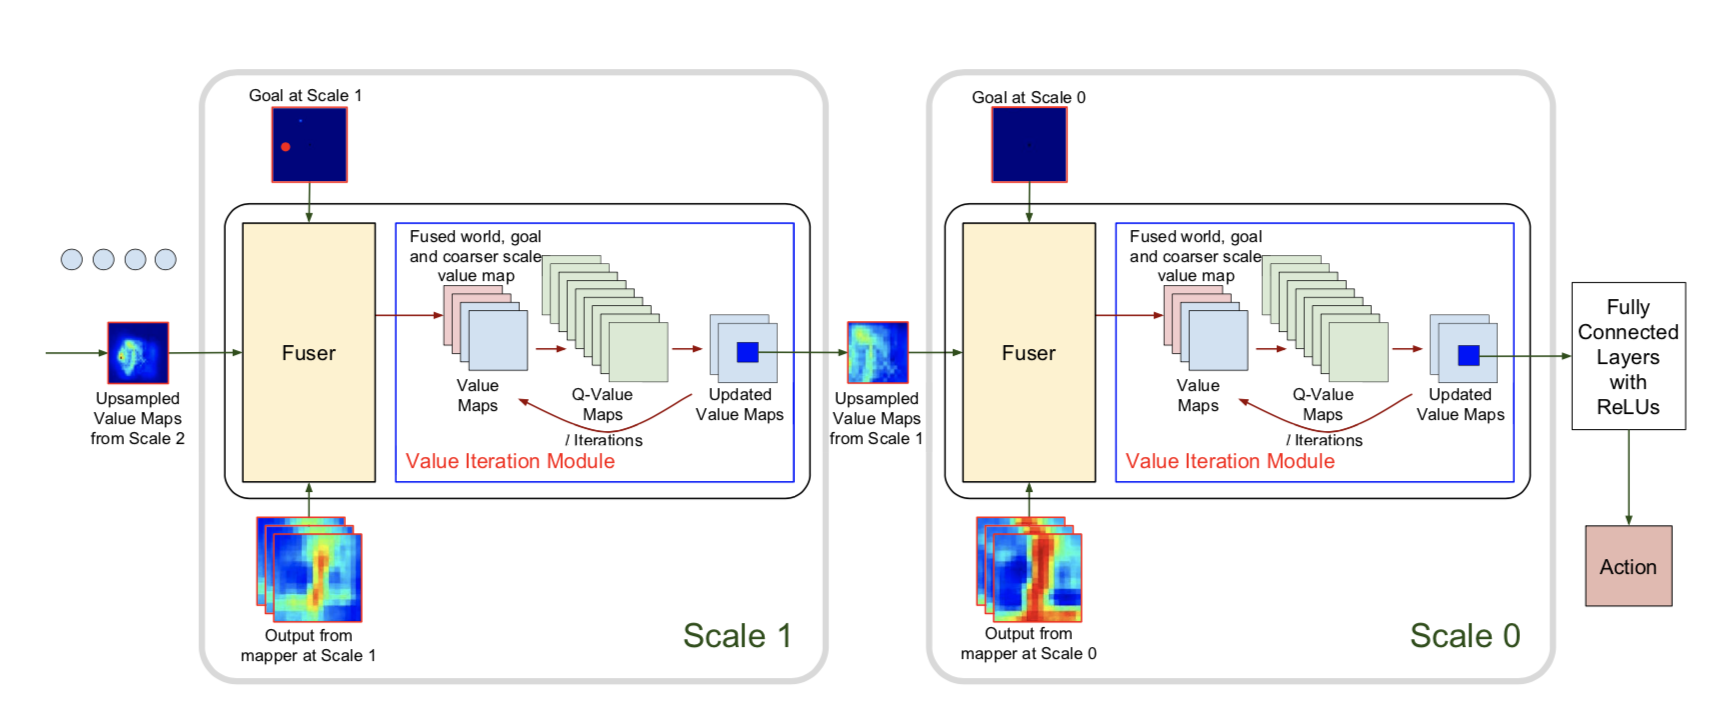 Goal at Scale 1
Fused world, goal
and coarser scale
value map
Fuser
Value
Maps
Q-Value
Maps
Updated
Value Maps
l Iterations
Value Iteration Module
Upsampled
Value Maps
from Scale 2
Output from
mapper at Scale 1
Scale 1
Upsampled
Value Maps
from Scale 1
Goal at Scale 0
Fused world, goal
and coarser scale
value map
Fuser
Value
Maps
Q-Value
Maps
Updated
Value Maps
l Iterations
Value Iteration Module
Output from
mapper at Scale 0
Scale 0
Fully
Connected
Layers
with
ReLUs
Action